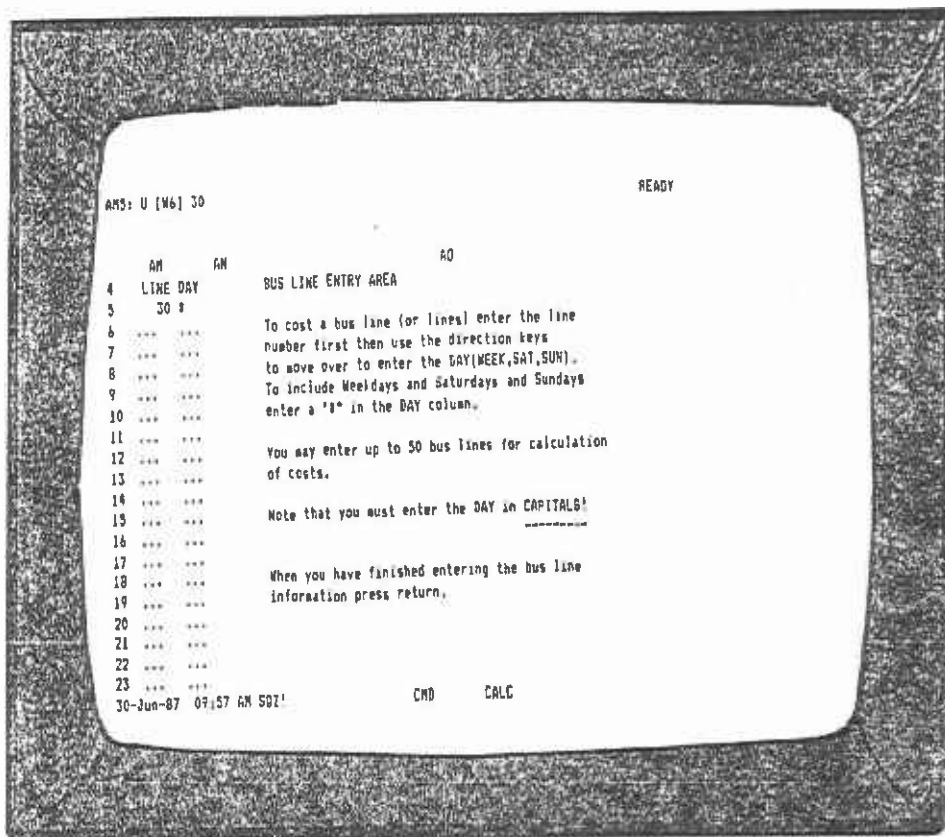 READY
AM5: U [W6] 30
AM AN AO
4 LINE DAY BUS LINE ENTRY AREA
5 30 *
6 ... ... To cost a bus line (or lines) enter the line
7 ... ... number first then use the direction keys
8 ... ... to move over to enter the DAY(WEEK,SAT,SUN).
9 ... ... To include Weekdays and Saturdays and Sundays
10 ... ... enter a "*" in the DAY column.
11 ... ...
12 ... ... You may enter up to 50 bus lines for calculation
13 ... ... of costs.
14 ... ...
15 ... ... Note that you must enter the DAY in CAPITALS!
16 ... ... ---------
17 ... ...
18 ... ... When you have finished entering the bus line
19 ... ... information press return.
20 ... ...
21 ... ...
22 ... ...
23 ... ...
30-Jun-87 09:57 AM CMD CALC